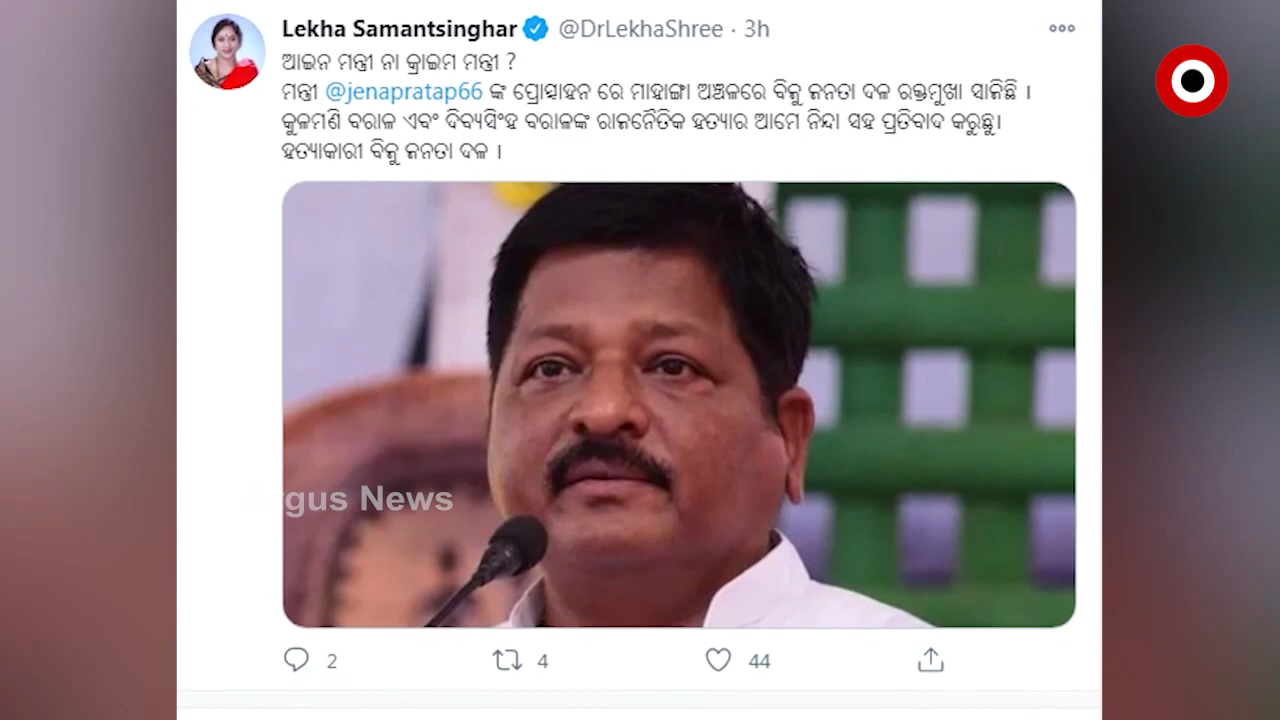 Lekha Samantsinghar @DrLekhaShree · 3h
ଆଇନ ମନ୍ତ୍ରୀ ନା କ୍ରାଇମ ମନ୍ତ୍ରୀ ?
ମନ୍ତ୍ରୀ @jenapratap66 ଙ୍କ ପ୍ରୋତ୍ସାହନ ରେ ମାହାଙ୍ଗା ଅଞ୍ଚଳରେ ବିଜୁ ଜନତା ଦଳ ରକ୍ତମୁଖା ସାଜିଛି ।
କୁଳମଣି ବରାଳ ଏବଂ ଦିବ୍ୟସିଂହ ବରାଳଙ୍କ ରାଜନୈତିକ ହତ୍ୟାର ଆମେ ନିନ୍ଦା ସହ ପ୍ରତିବାଦ କରୁଛୁ।
ହତ୍ୟାକାରୀ ବିଜୁ ଜନତା ଦଳ ।
Argus News
2 4 44